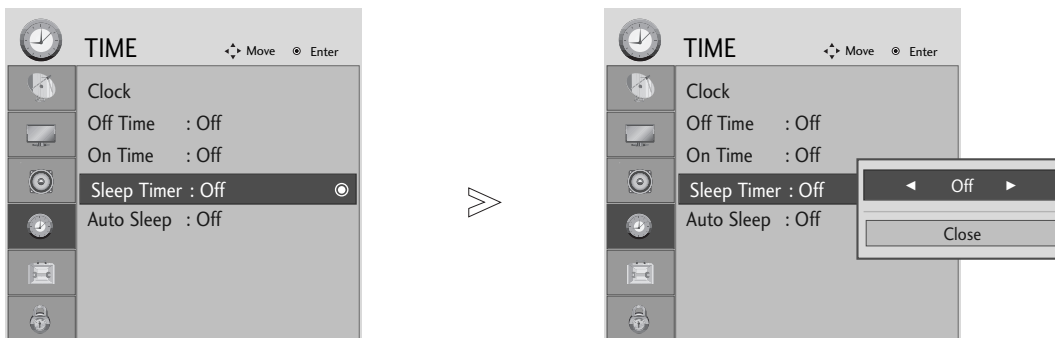 TIME Move Enter
Clock
Off Time : Off
On Time : Off
Sleep Timer : Off
Auto Sleep : Off
TIME Move Enter
Clock
Off Time : Off
On Time : Off
Sleep Timer : Off
Auto Sleep : Off
Off
Close